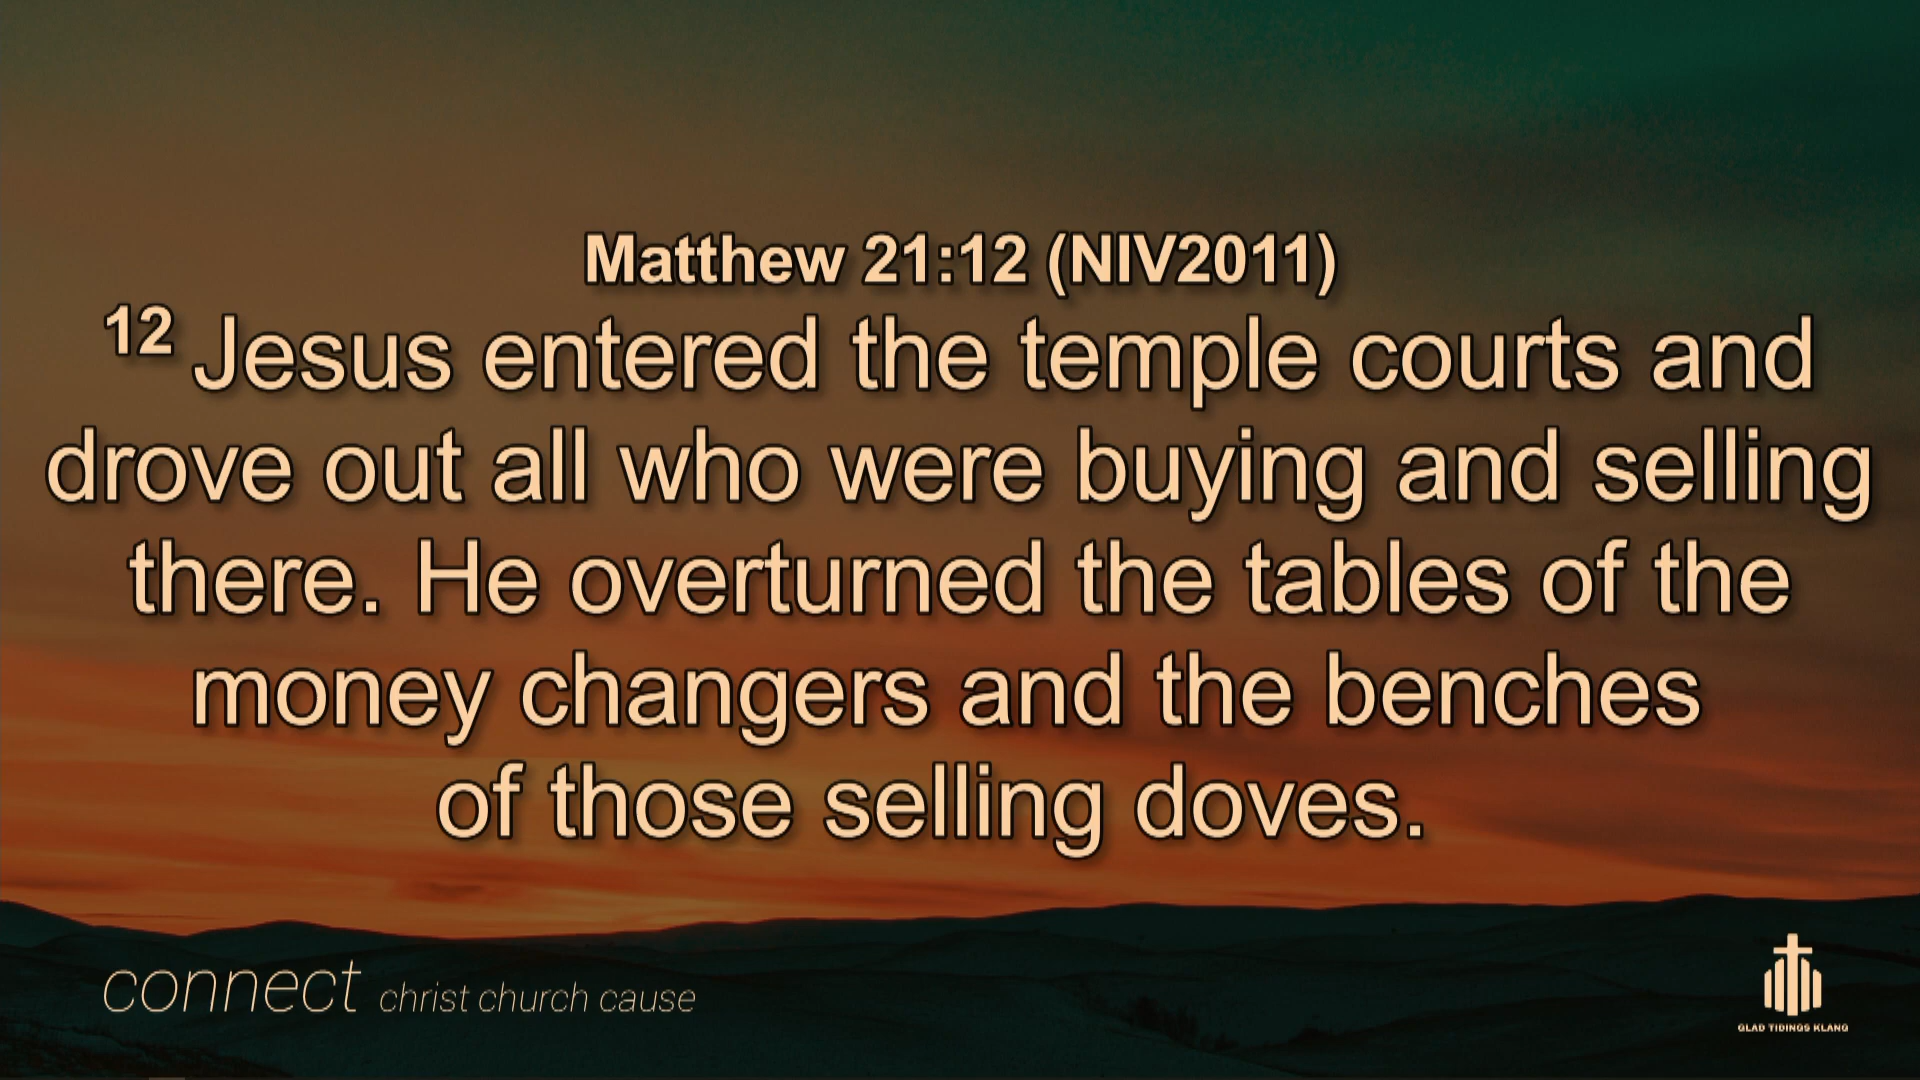 Matthew 21:12 (NIV2011)
12 Jesus entered the temple courts and
drove out all who were buying and selling
there. He overturned the tables of the
money changers and the benches
of those selling doves.
connect christ church cause
GLAD TIDINGS KLANG